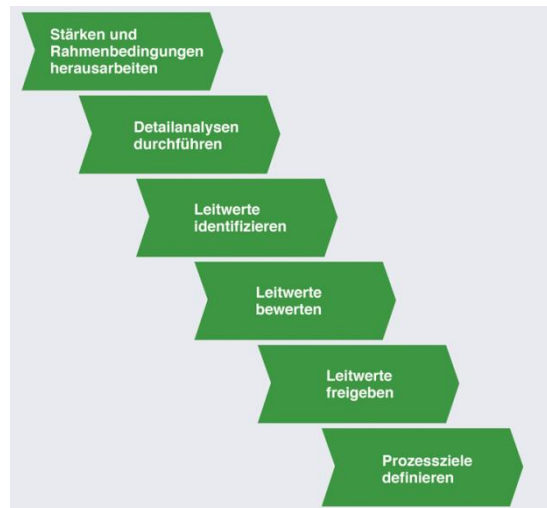 Stärken und
Rahmenbedingungen
herausarbeiten
Detailanalysen
durchführen
Leitwerte
identifizieren
Leitwerte
bewerten
Leitwerte
freigeben
Prozessziele
definieren